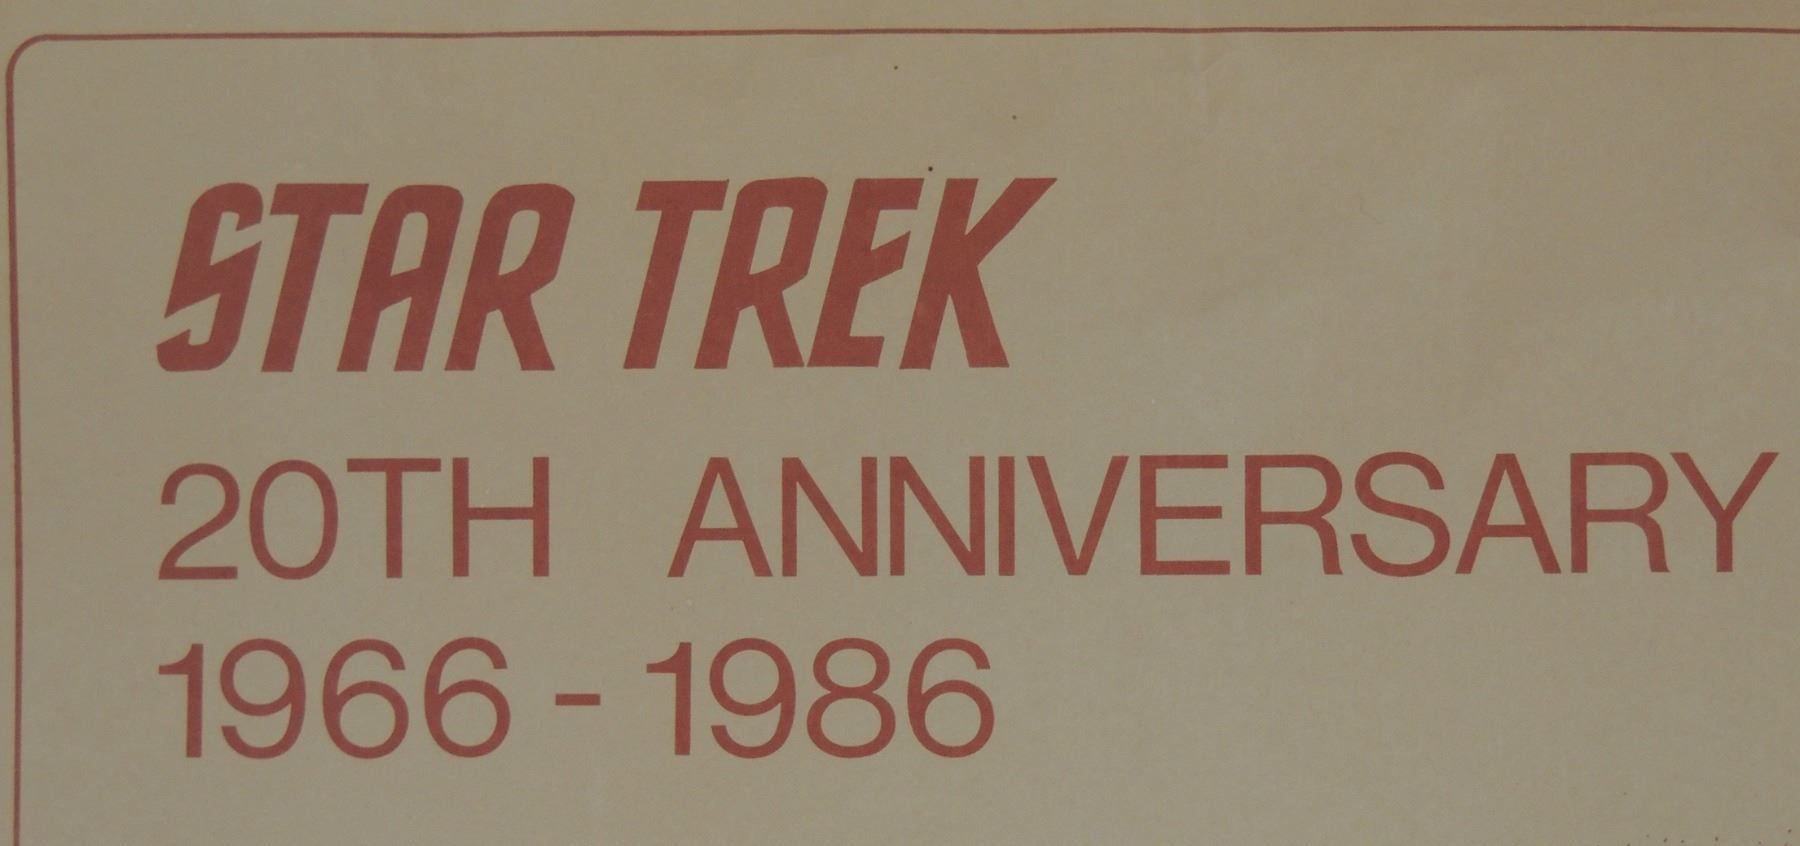 STAR TREK
20TH ANNIVERSARY
1966 - 1986